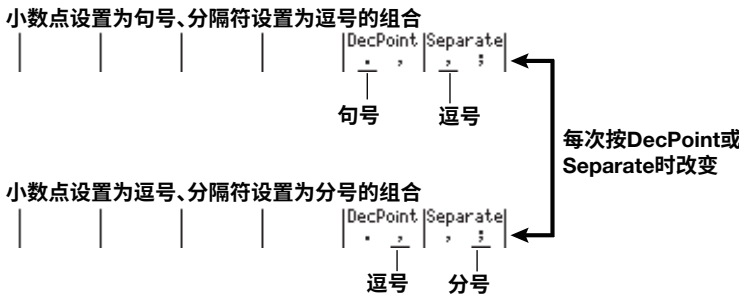 小数点设置为句号、分隔符设置为逗号的组合
DecPoint Separate
. , , ;
句号 逗号
每次按DecPoint或
Separate时改变
小数点设置为逗号、分隔符设置为分号的组合
DecPoint Separate
. , , ;
逗号 分号